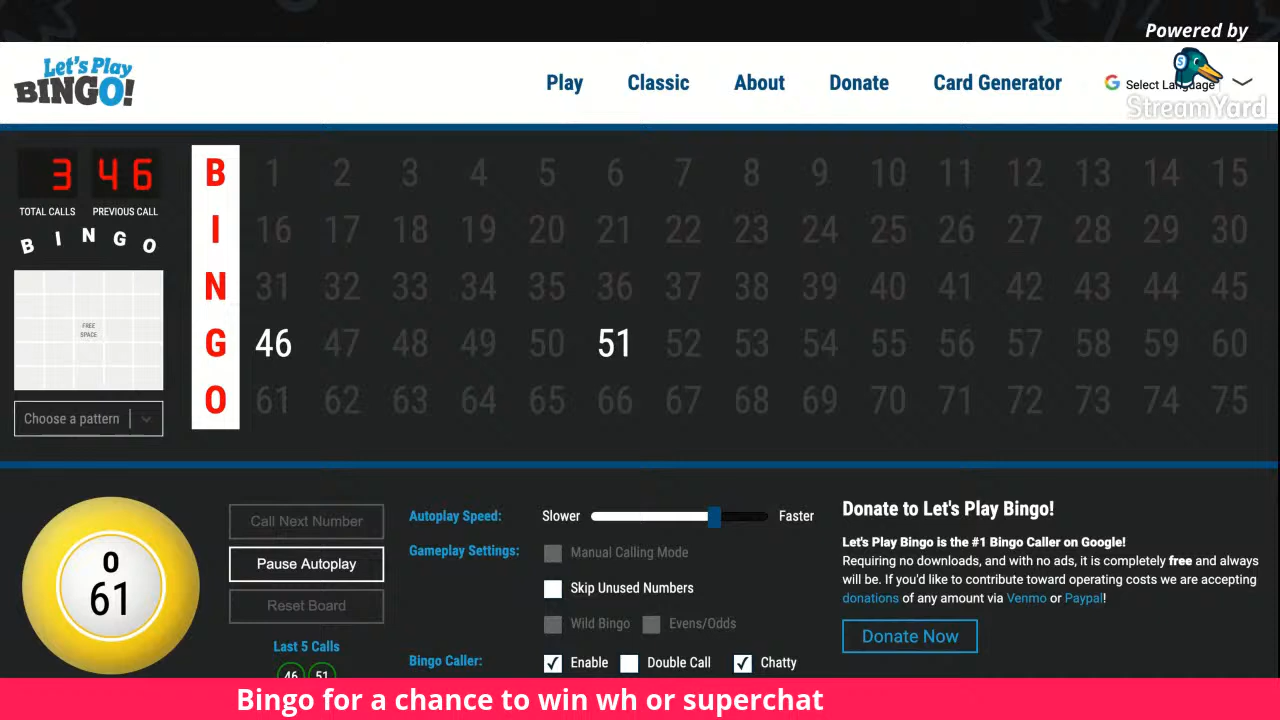 Powered by
Let's Play
BINGO!
Play Classic About Donate Card Generator
G Select Language
StreamYard
3 46
TOTAL CALLS PREVIOUS CALL
B I N G O
FREE
SPACE
Choose a pattern
B 1 2 3 4 5 6 7 8 9 10 11 12 13 14 15
I 16 17 18 19 20 21 22 23 24 25 26 27 28 29 30
N 31 32 33 34 35 36 37 38 39 40 41 42 43 44 45
G 46 47 48 49 50 51 52 53 54 55 56 57 58 59 60
O 61 62 63 64 65 66 67 68 69 70 71 72 73 74 75
O
61
Call Next Number
Pause Autoplay
Reset Board
Last 5 Calls
46 51
Autoplay Speed: Slower Faster
Gameplay Settings: Manual Calling Mode
Skip Unused Numbers
Wild Bingo Evens/Odds
Bingo Caller: Enable Double Call Chatty
Donate to Let's Play Bingo!
Let's Play Bingo is the #1 Bingo Caller on Google!
Requiring no downloads, and with no ads, it is completely free and always
will be. If you'd like to contribute toward operating costs we are accepting
donations of any amount via Venmo or Paypal!
Donate Now
Bingo for a chance to win wh or superchat